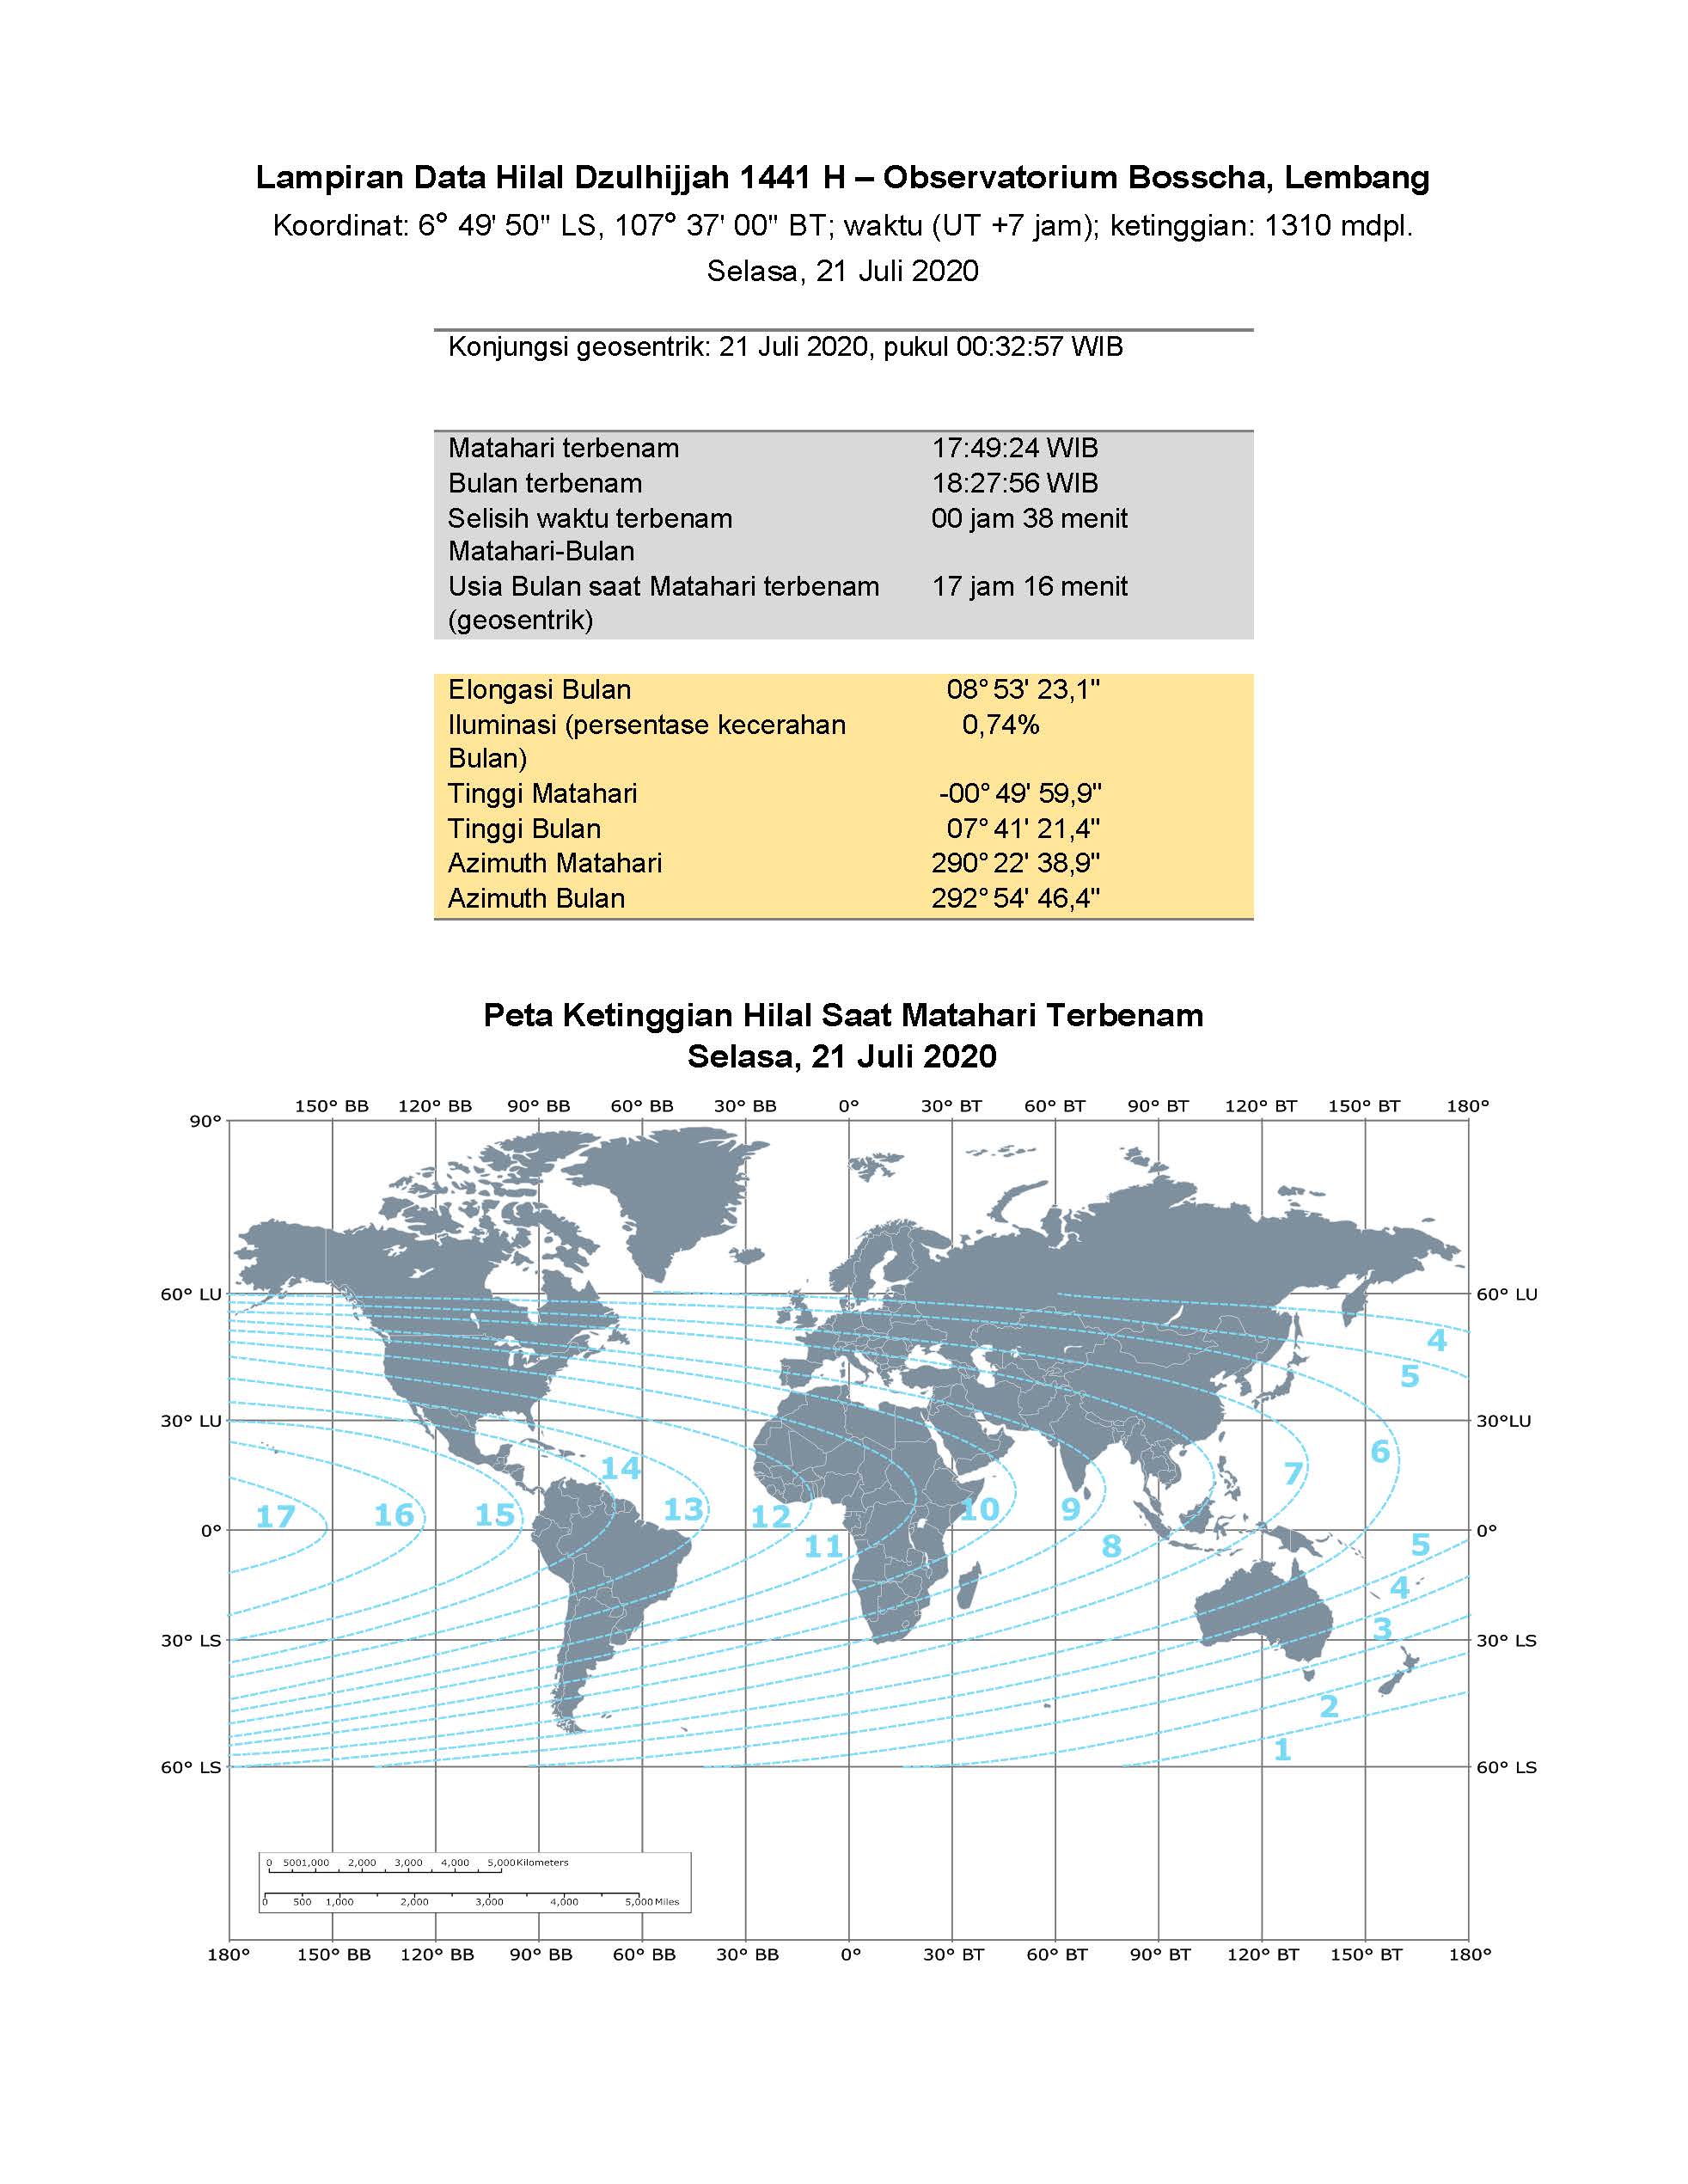 Lampiran Data Hilal Dzulhijjah 1441 H – Observatorium Bosscha, Lembang
Koordinat: 6° 49' 50" LS, 107° 37' 00" BT; waktu (UT +7 jam); ketinggian: 1310 mdpl.
Selasa, 21 Juli 2020
Konjungsi geosentrik: 21 Juli 2020, pukul 00:32:57 WIB
Matahari terbenam 17:49:24 WIB
Bulan terbenam 18:27:56 WIB
Selisih waktu terbenam 00 jam 38 menit
Matahari-Bulan
Usia Bulan saat Matahari terbenam 17 jam 16 menit
(geosentrik)
Elongasi Bulan 08° 53' 23,1"
Iluminasi (persentase kecerahan 0,74%
Bulan)
Tinggi Matahari -00° 49' 59,9"
Tinggi Bulan 07° 41' 21,4"
Azimuth Matahari 290° 22' 38,9"
Azimuth Bulan 292° 54' 46,4"
Peta Ketinggian Hilal Saat Matahari Terbenam
Selasa, 21 Juli 2020
150° BB 120° BB 90° BB 60° BB 30° BB 0° 30° BT 60° BT 90° BT 120° BT 150° BT 180°
90°
60° LU 60° LU
4
5
30° LU 30°LU
6
14 7
17 16 15 13 12 10 9
0° 0°
11 8 5
4
3
30° LS 30° LS
2
1
60° LS 60° LS
0 5001,000 2,000 3,000 4,000 5,000Kilometers
0 500 1,000 2,000 3,000 4,000 5,000 Miles
180° 150° BB 120° BB 90° BB 60° BB 30° BB 0° 30° BT 60° BT 90° BT 120° BT 150° BT 180°